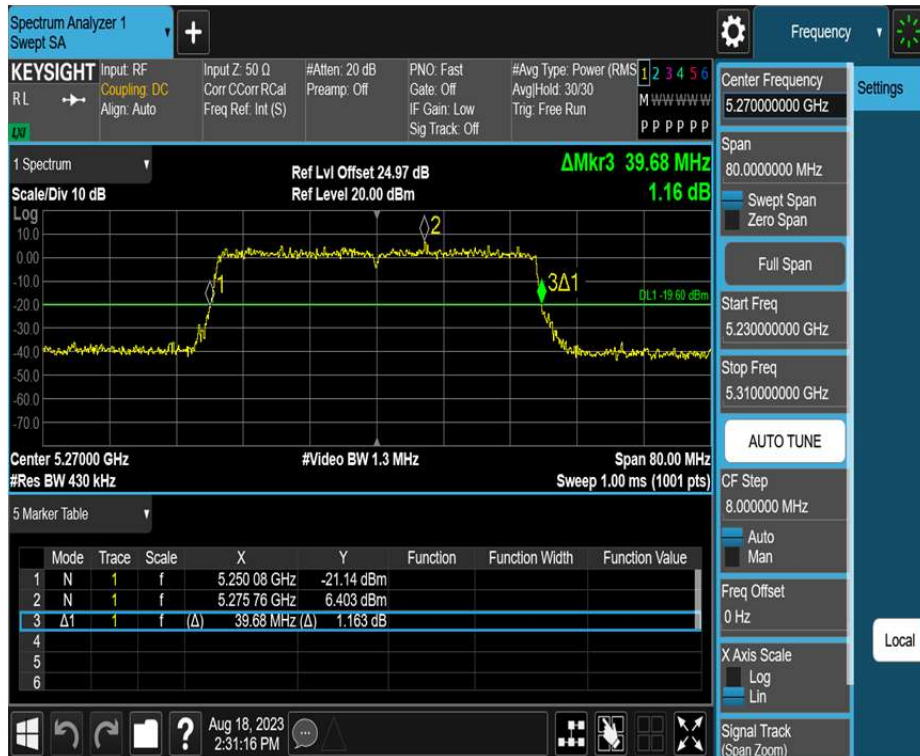 Spectrum Analyzer 1
Swept SA
+
Frequency
KEYSIGHT
RL
LXI
Input: RF
Coupling: DC
Align: Auto
Input Z: 50 Ω
Corr CCorr RCal
Freq Ref: Int (S)
#Atten: 20 dB
Preamp: Off
PNO: Fast
Gate: Off
IF Gain: Low
Sig Track: Off
#Avg Type: Power (RMS
Avg|Hold: 30/30
Trig: Free Run
1 2 3 4 5 6
M W W W W W
P P P P P P
Center Frequency
5.270000000 GHz
Settings
Span
80.0000000 MHz
Swept Span
Zero Span
Full Span
Start Freq
5.230000000 GHz
Stop Freq
5.310000000 GHz
AUTO TUNE
CF Step
8.000000 MHz
Auto
Man
Freq Offset
0 Hz
X Axis Scale
Log
Lin
Signal Track
(Span Zoom)
Local
1 Spectrum
Scale/Div 10 dB
Ref Lvl Offset 24.97 dB
Ref Level 20.00 dBm
ΔMkr3 39.68 MHz
1.16 dB
Log
10.0
0.00
-10.0
-20.0
-30.0
-40.0
-50.0
-60.0
-70.0
1
2
3Δ1
DL1 -19.60 dBm
Center 5.27000 GHz
#Video BW 1.3 MHz
Span 80.00 MHz
#Res BW 430 kHz
Sweep 1.00 ms (1001 pts)
5 Marker Table
Mode Trace Scale X Y Function Function Width Function Value
1 N 1 f 5.250 08 GHz -21.14 dBm
2 N 1 f 5.275 76 GHz 6.403 dBm
3 Δ1 1 f (Δ) 39.68 MHz (Δ) 1.163 dB
4
5
6
?
Aug 18, 2023
2:31:16 PM